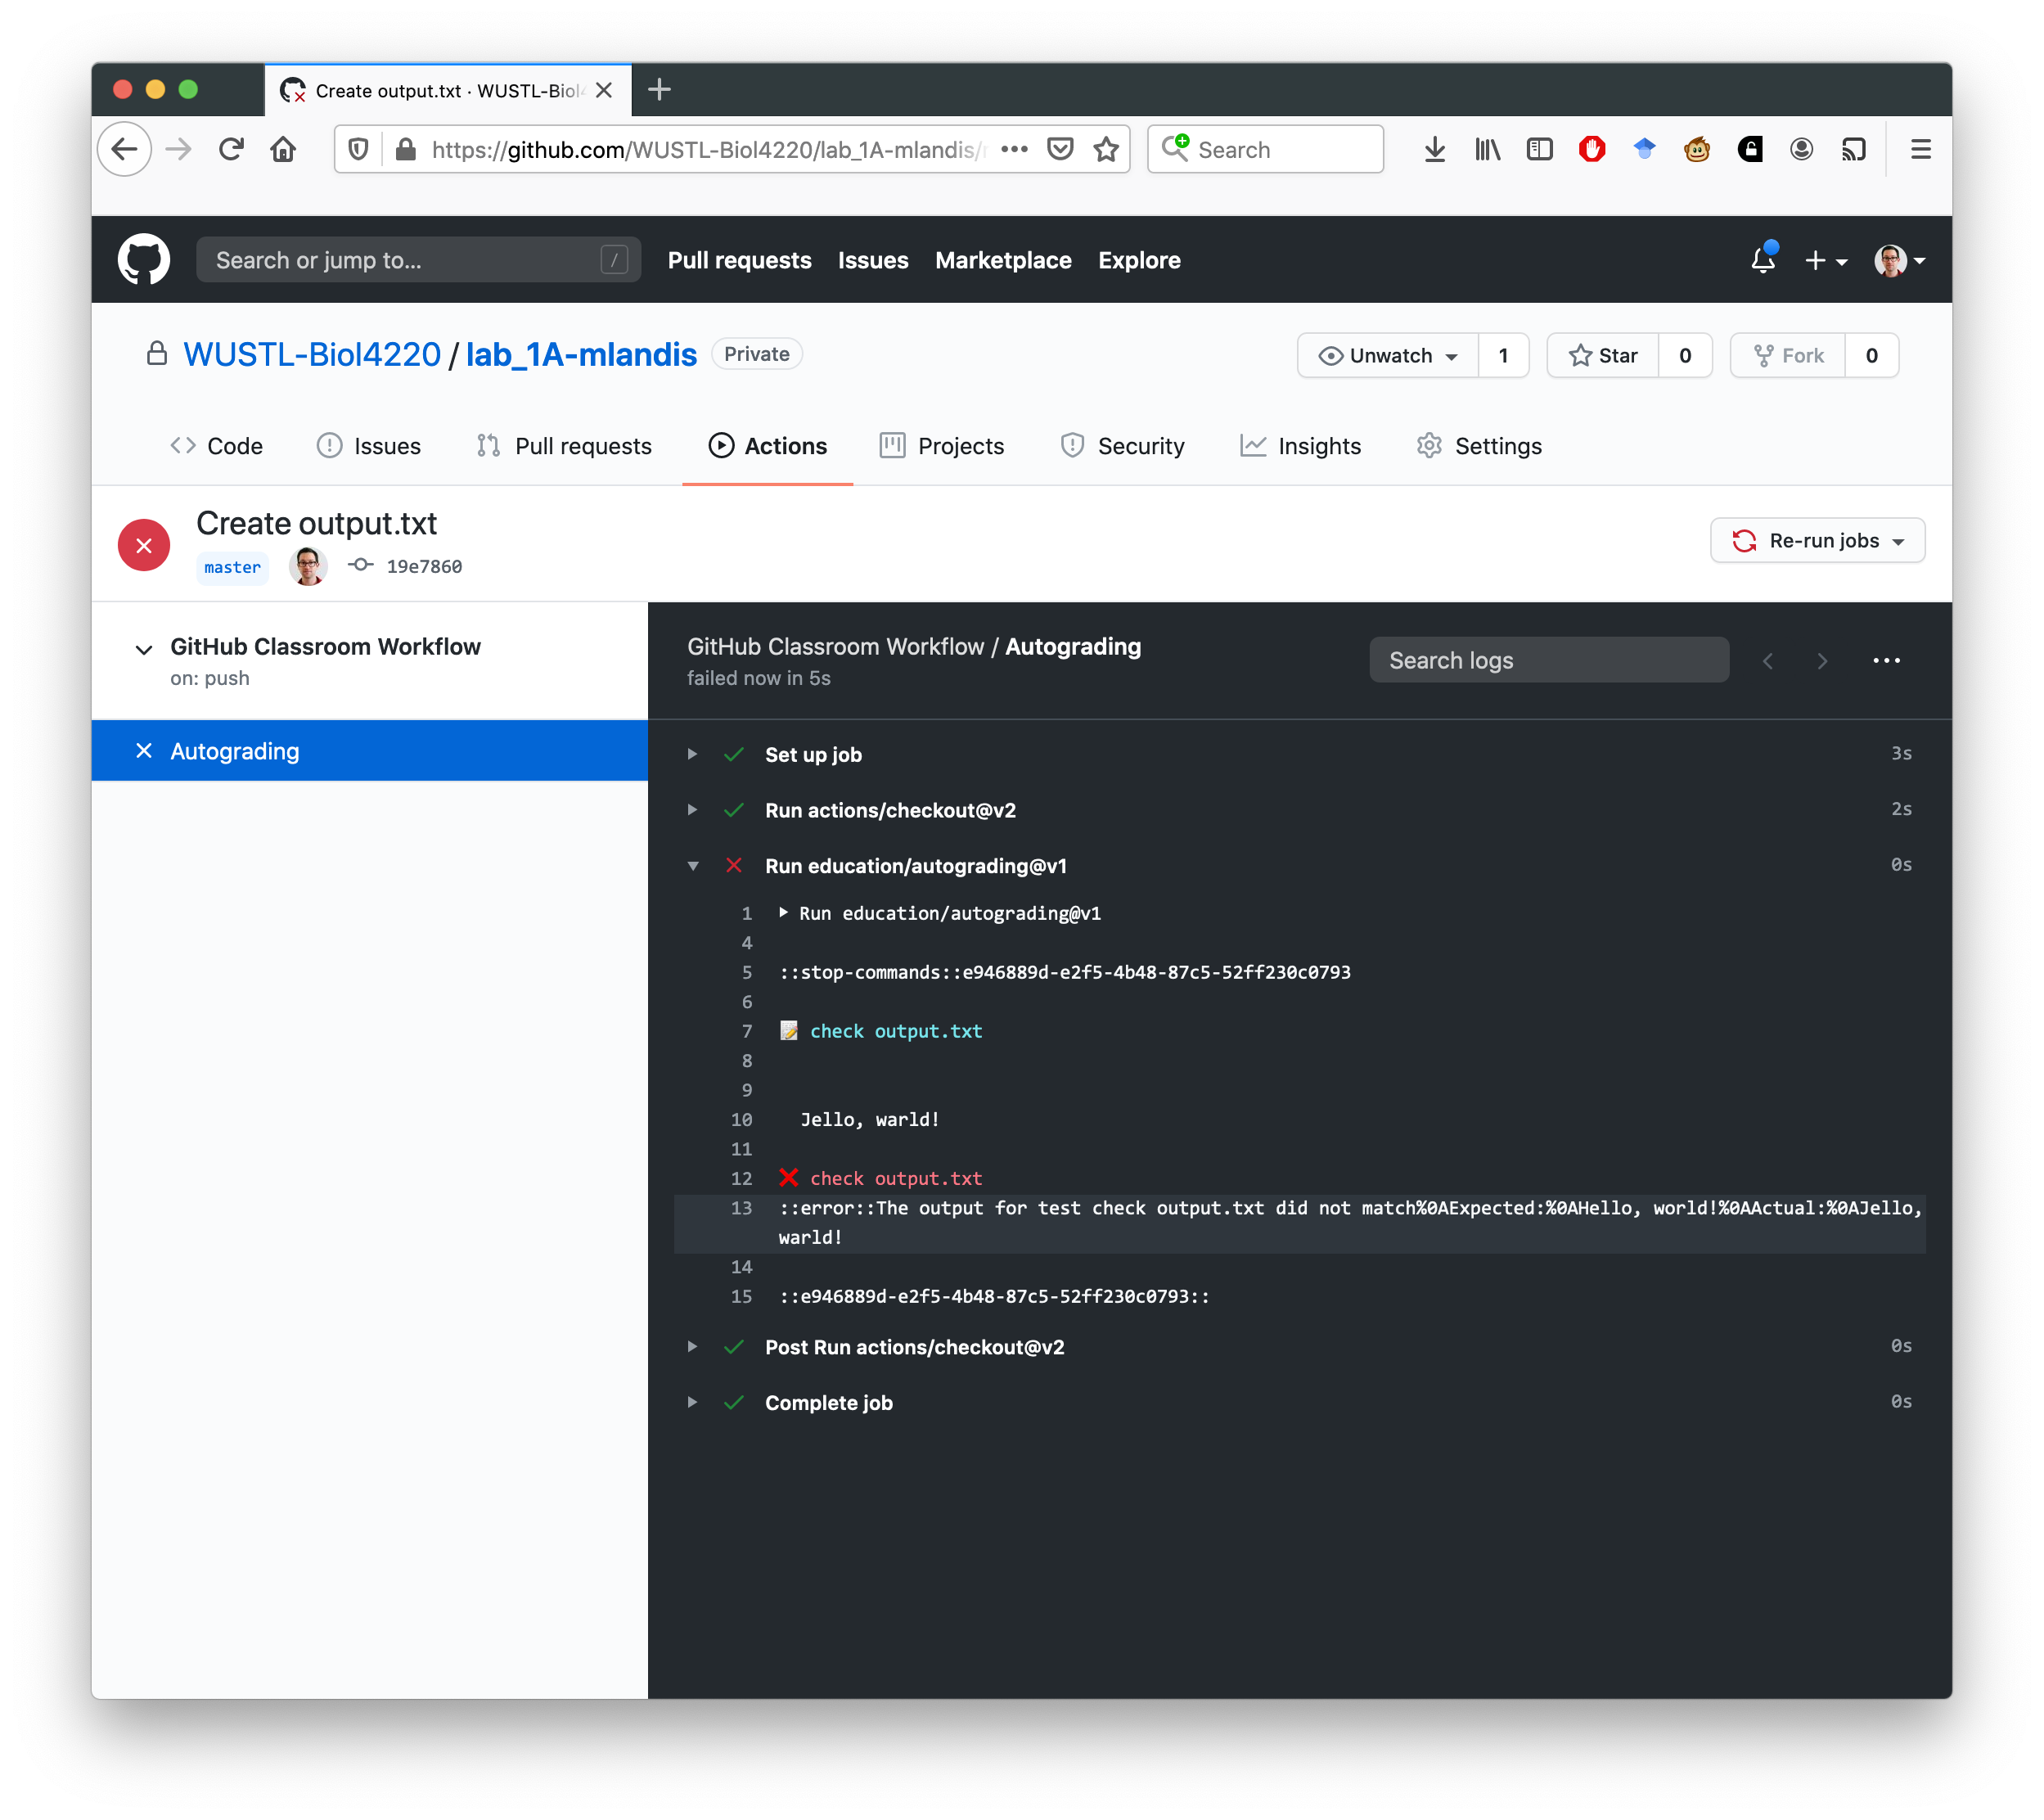 Create output.txt · WUSTL-Biol4
https://github.com/WUSTL-Biol4220/lab_1A-mlandis/
Search
Search or jump to...
/
Pull requests
Issues
Marketplace
Explore
WUSTL-Biol4220 / lab_1A-mlandis
Private
Unwatch
1
Star
0
Fork
0
Code
Issues
Pull requests
Actions
Projects
Security
Insights
Settings
Create output.txt
master
19e7860
Re-run jobs
GitHub Classroom Workflow
on: push
Autograding
GitHub Classroom Workflow / Autograding
failed now in 5s
Search logs
Set up job
3s
Run actions/checkout@v2
2s
Run education/autograding@v1
0s
1 Run education/autograding@v1
4
5 ::stop-commands::e946889d-e2f5-4b48-87c5-52ff230c0793
6
7 check output.txt
8
9
10 Jello, warld!
11
12 check output.txt
13 ::error::The output for test check output.txt did not match%0AExpected:%0AHello, world!%0AActual:%0AJello,
warld!
14
15 ::e946889d-e2f5-4b48-87c5-52ff230c0793::
Post Run actions/checkout@v2
0s
Complete job
0s